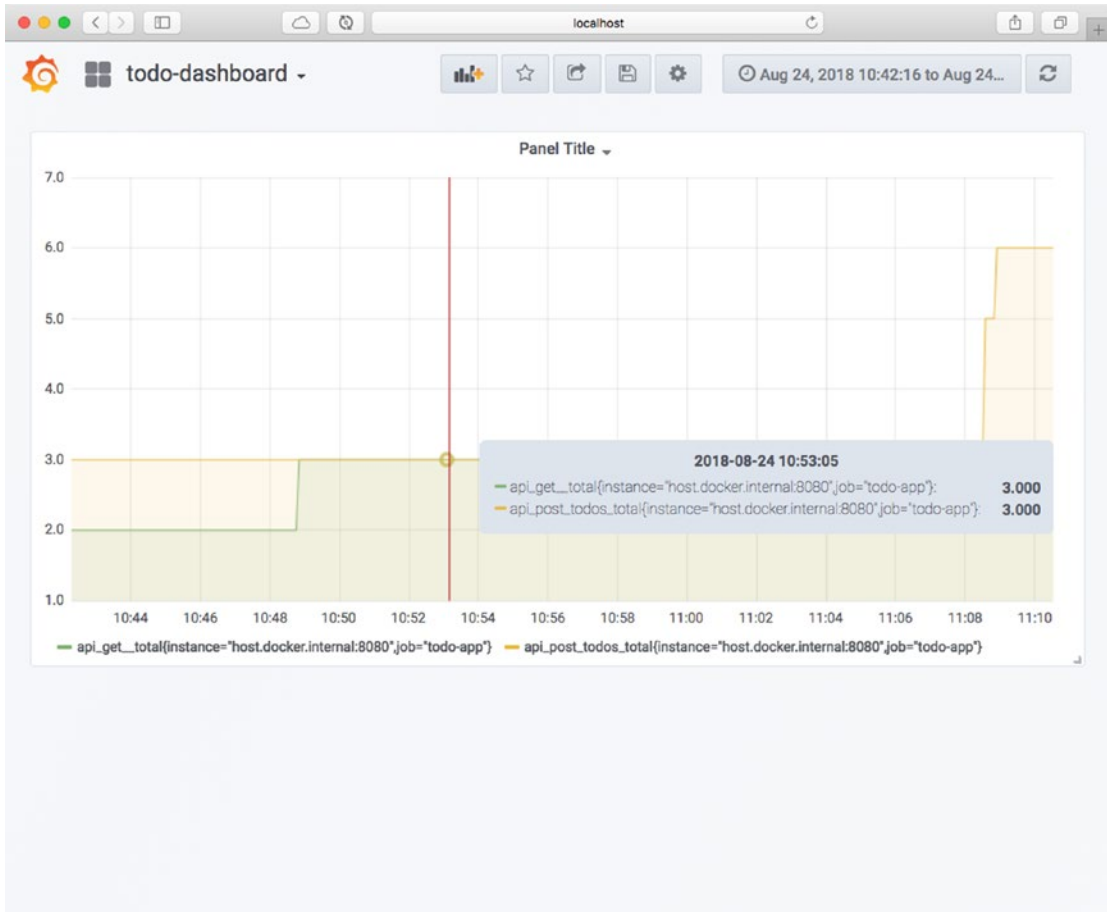 localhost
todo-dashboard
Aug 24, 2018 10:42:16 to Aug 24...
Panel Title
7.0
6.0
5.0
4.0
3.0
2.0
1.0
2018-08-24 10:53:05
api_get__total{instance="host.docker.internal:8080",job="todo-app"}: 3.000
api_post_todos_total{instance="host.docker.internal:8080",job="todo-app"}: 3.000
10:44 10:46 10:48 10:50 10:52 10:54 10:56 10:58 11:00 11:02 11:04 11:06 11:08 11:10
api_get__total{instance="host.docker.internal:8080",job="todo-app"} api_post_todos_total{instance="host.docker.internal:8080",job="todo-app"}